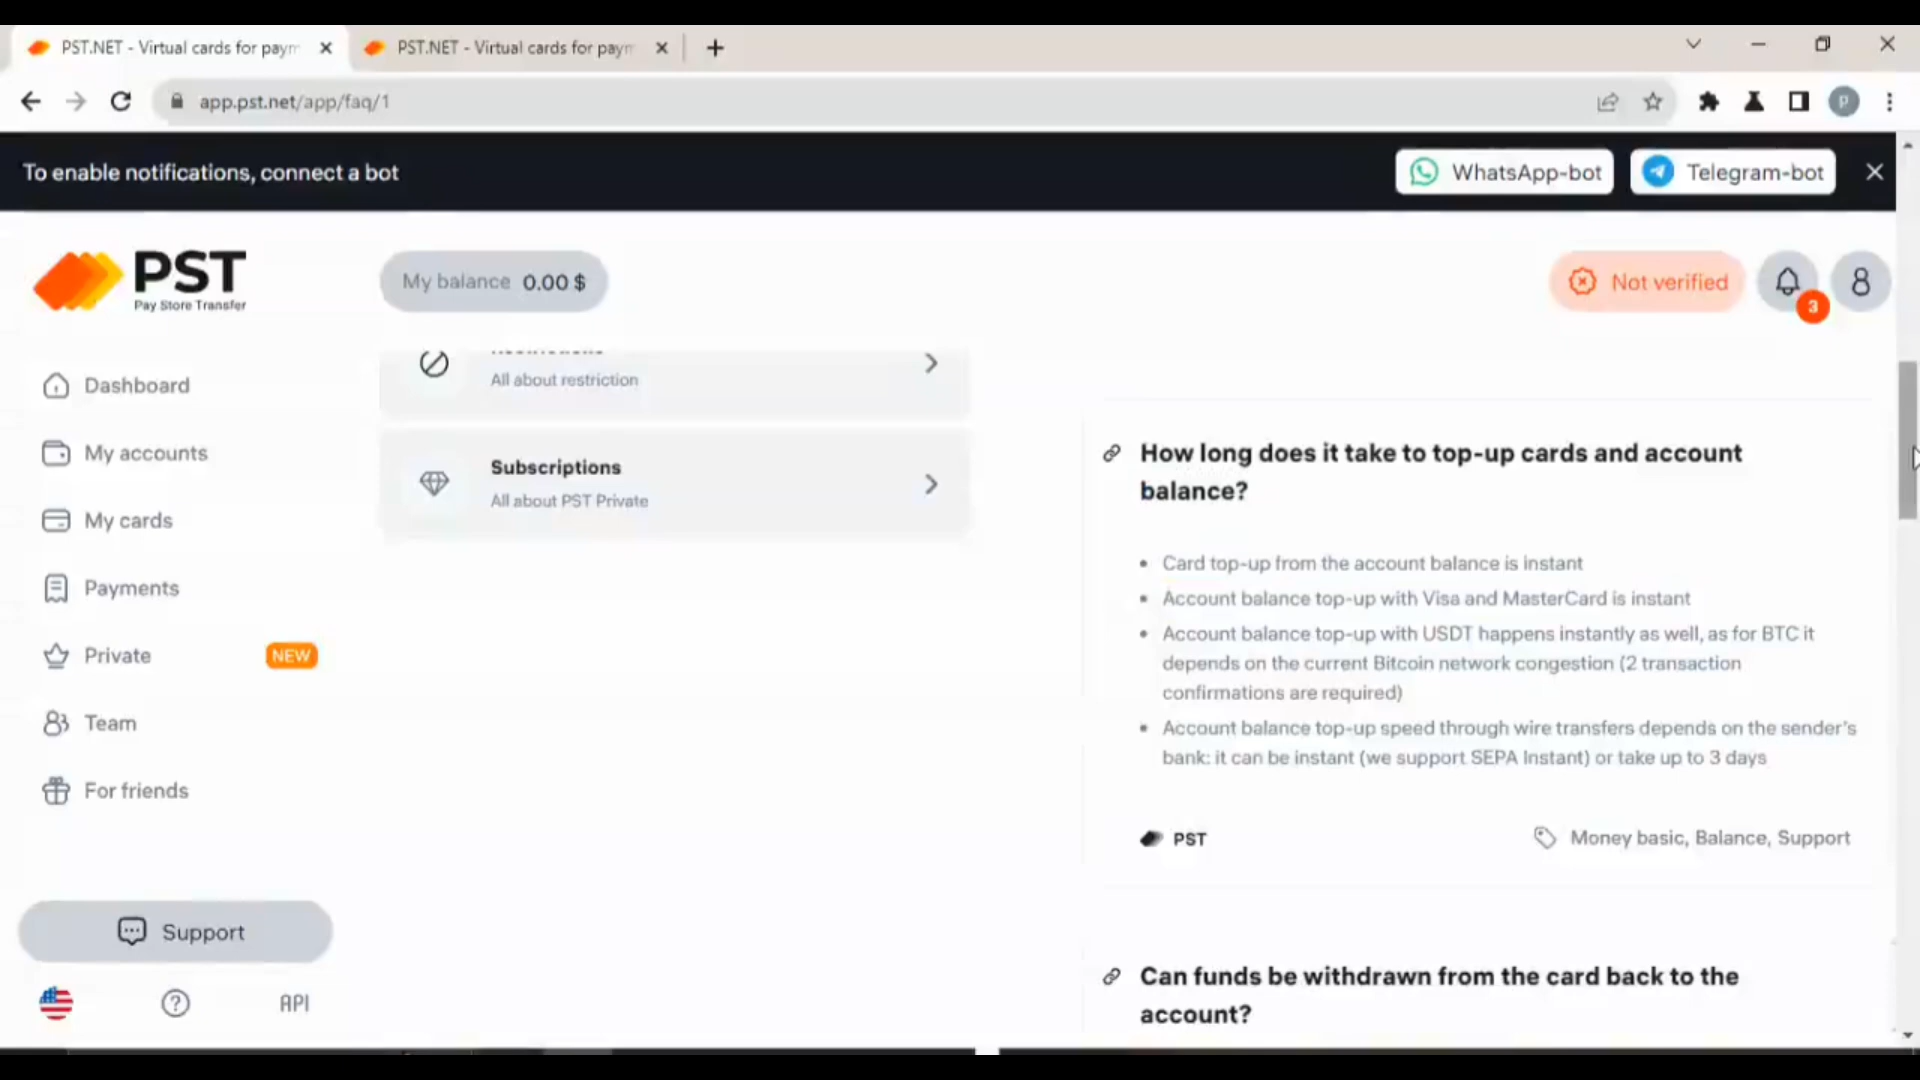 PST.NET - Virtual cards for paym
PST.NET - Virtual cards for paym
app.pst.net/app/faq/1
P
To enable notifications, connect a bot
WhatsApp-bot
Telegram-bot
PST
Pay Store Transfer
My balance 0.00 $
Not verified
3
Dashboard
My accounts
My cards
Payments
Private
NEW
Team
For friends
Support
API
All about restriction
Subscriptions
All about PST Private
How long does it take to top-up cards and account
balance?
• Card top-up from the account balance is instant
• Account balance top-up with Visa and MasterCard is instant
• Account balance top-up with USDT happens instantly as well, as for BTC it
depends on the current Bitcoin network congestion (2 transaction
confirmations are required)
• Account balance top-up speed through wire transfers depends on the sender's
bank: it can be instant (we support SEPA Instant) or take up to 3 days
PST
Money basic, Balance, Support
Can funds be withdrawn from the card back to the
account?